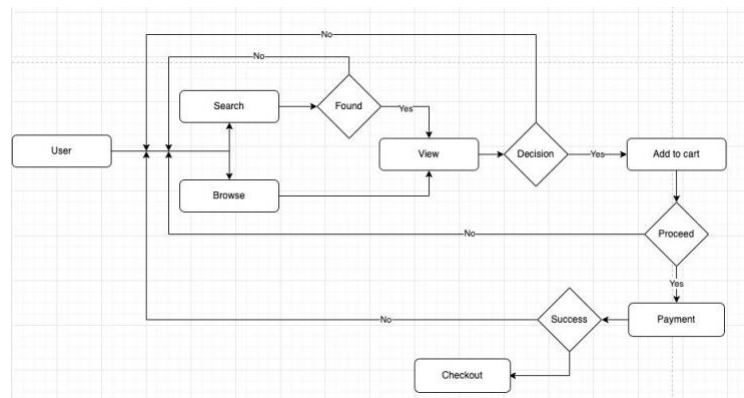 No
No
Search
Found
Yes
User
View
Decision
Yes
Add to cart
Browse
No
Proceed
Yes
No
Success
Payment
Checkout